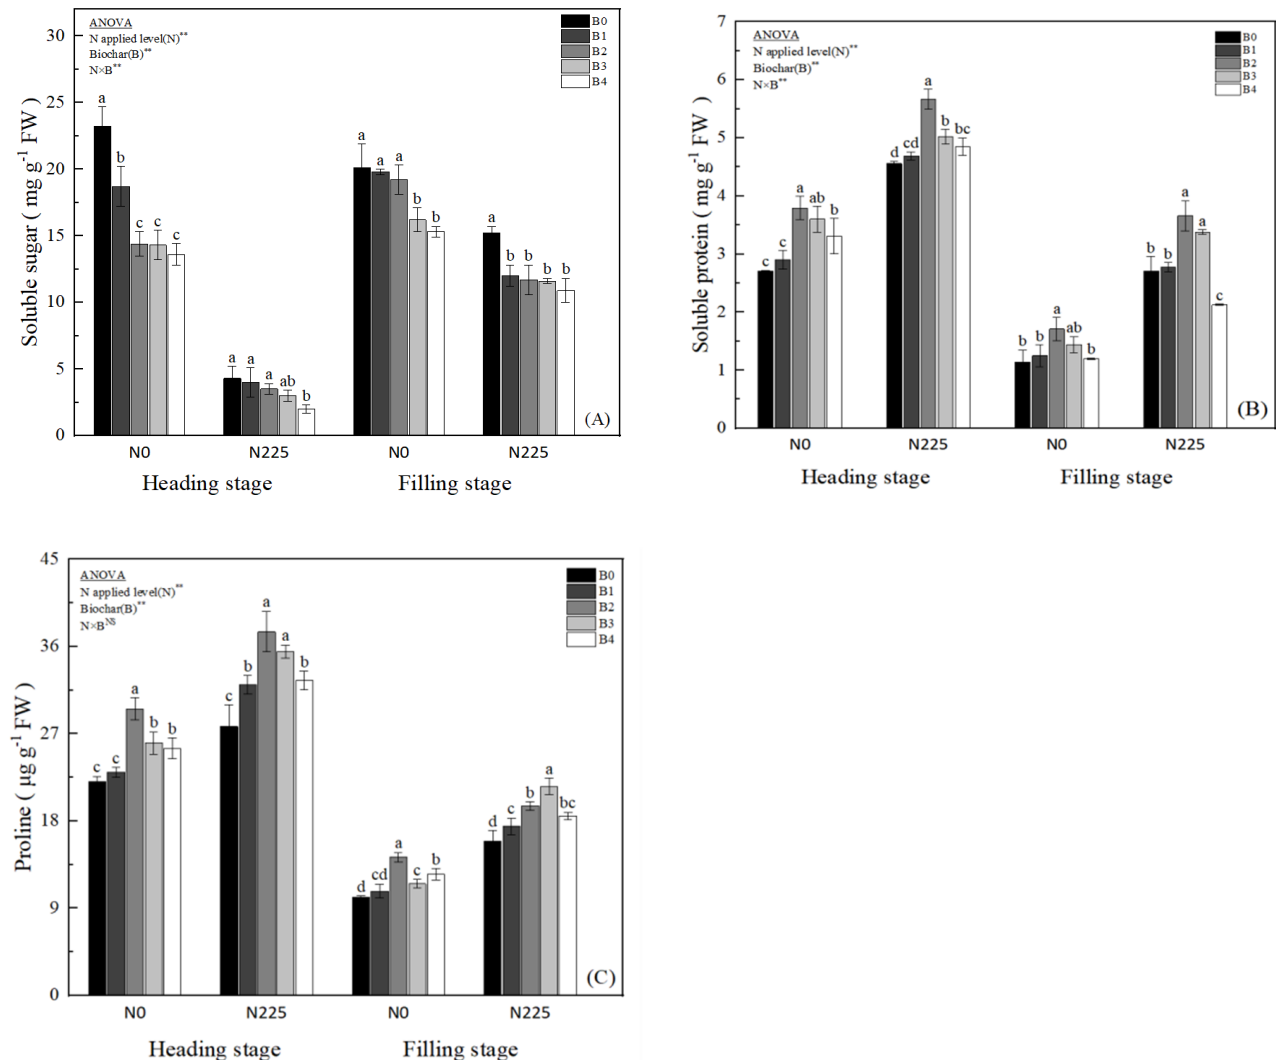 ANOVA
N applied level(N)**
Biochar(B)**
N×B**
B0
B1
B2
B3
B4
30
25
20
15
10
5
0
Soluble sugar ( mg g-1 FW )
a
b
c
c
c
a
a
a
ab
b
a
a
a
b
b
a
b
b
b
b
(A)
N0
N225
N0
N225
Heading stage
Filling stage
ANOVA
N applied level(N)**
Biochar(B)**
N×B**
B0
B1
B2
B3
B4
7
6
5
4
3
2
1
0
Soluble protein ( mg g-1 FW )
c
c
a
ab
b
d
cd
a
b
bc
b
b
a
ab
b
b
b
a
a
c
(B)
N0
N225
N0
N225
Heading stage
Filling stage
ANOVA
N applied level(N)**
Biochar(B)**
N×BNS
B0
B1
B2
B3
B4
45
36
27
18
9
0
Proline ( μg g-1 FW )
c
c
a
b
b
c
b
a
a
b
d
cd
a
c
b
d
c
b
a
bc
(C)
N0
N225
N0
N225
Heading stage
Filling stage